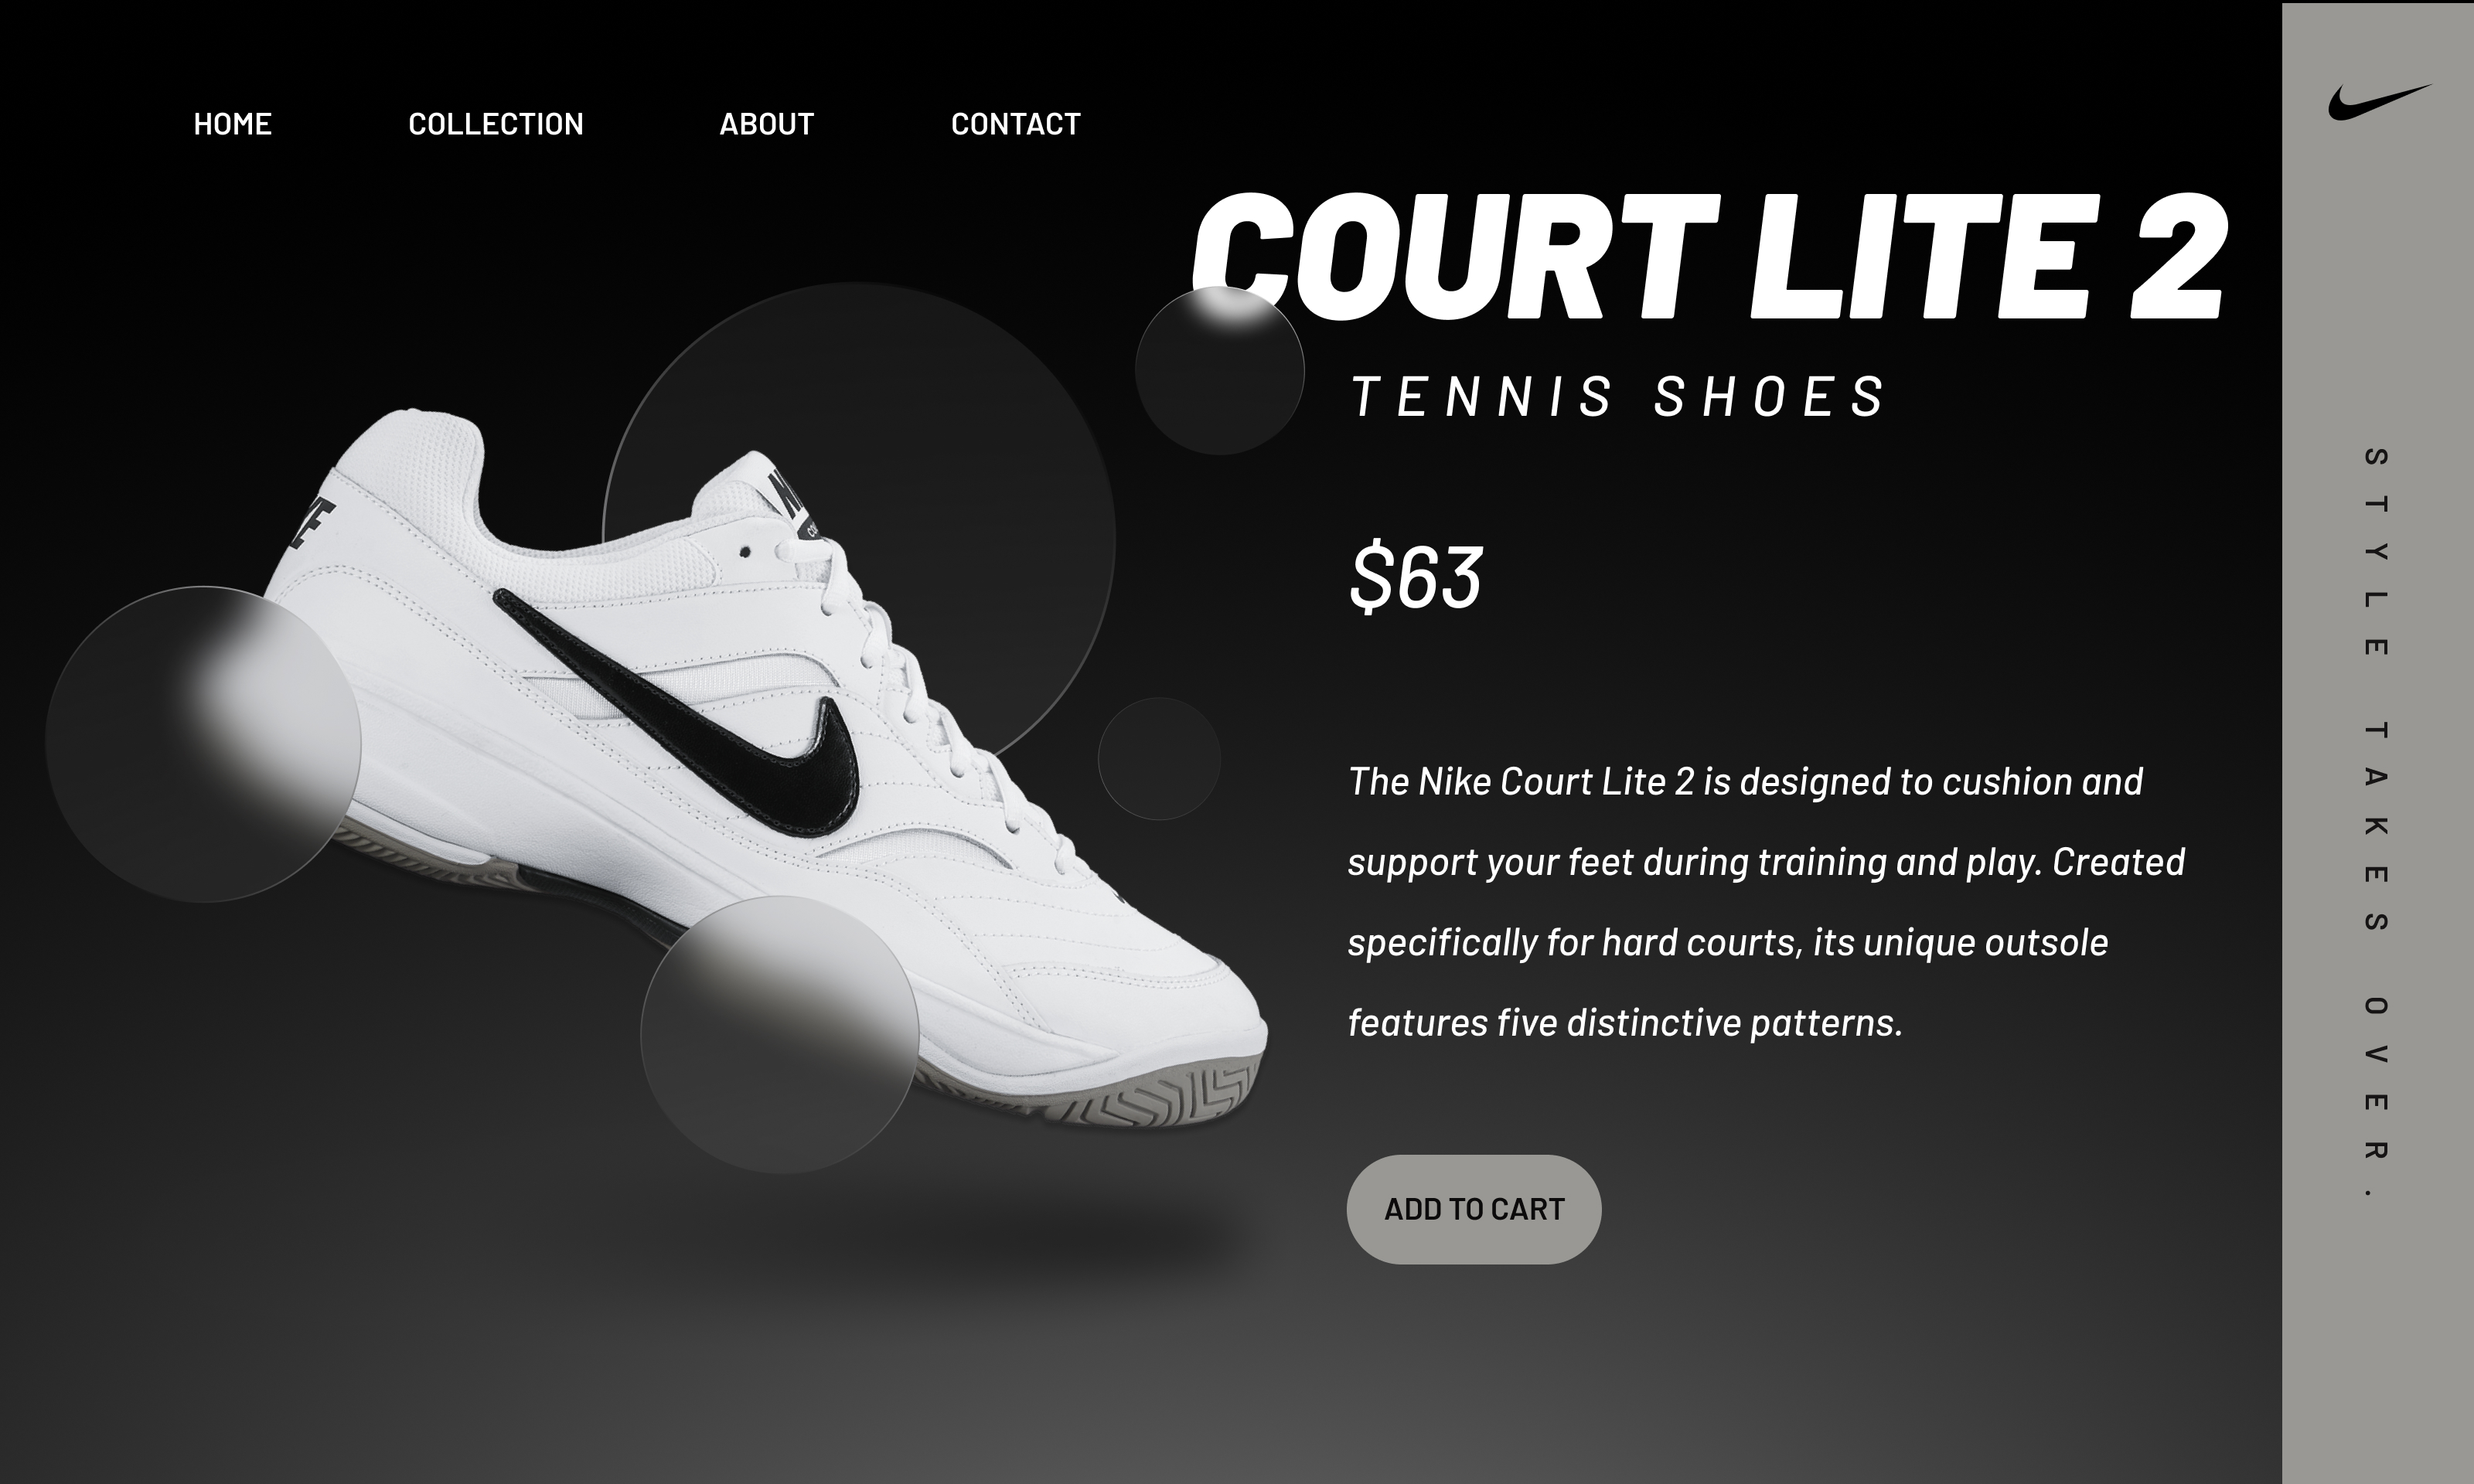 HOME COLLECTION ABOUT CONTACT
COURT LITE 2
TENNIS SHOES
$63
The Nike Court Lite 2 is designed to cushion and
support your feet during training and play. Created
specifically for hard courts, its unique outsole
features five distinctive patterns.
ADD TO CART
STYLE TAKES OVER.